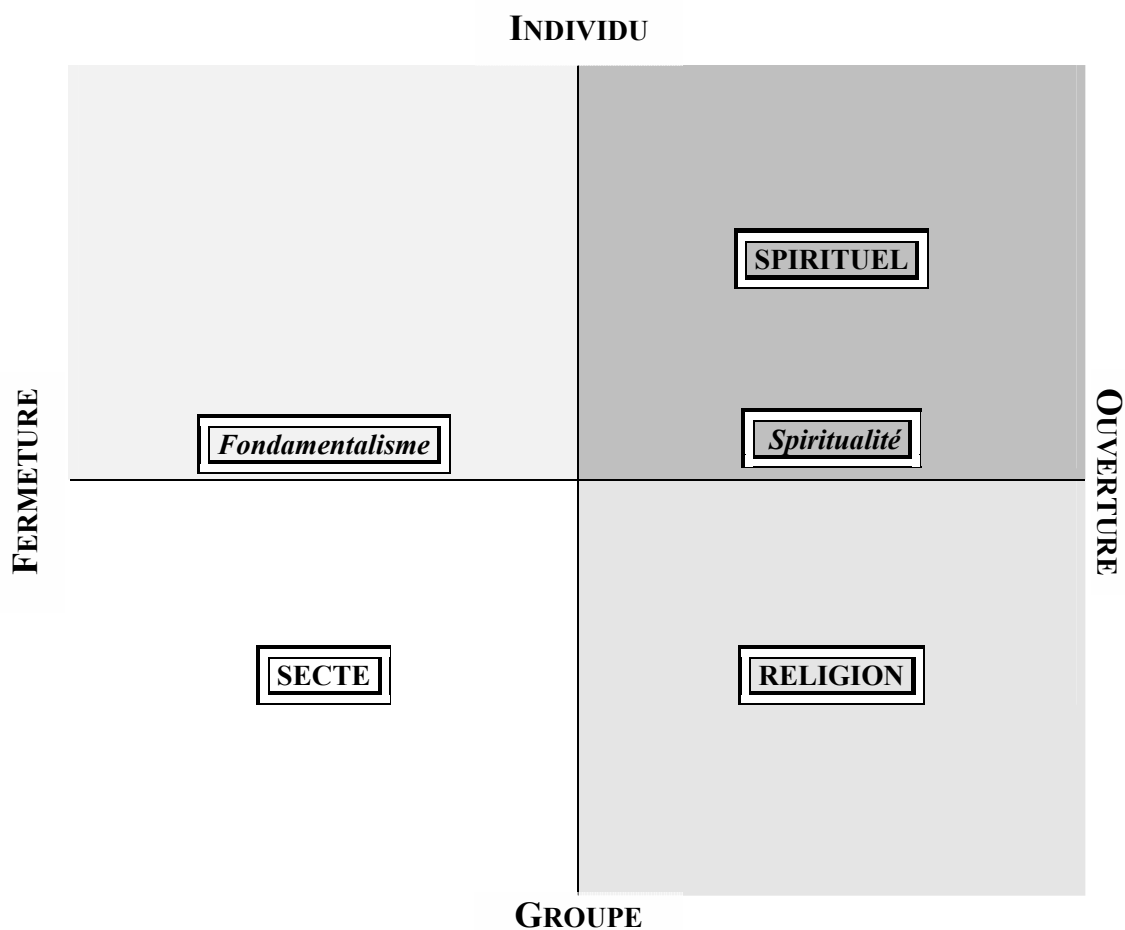 INDIVIDU
SPIRITUEL
FERMETURE
OUVERTURE
Fondamentalisme
Spiritualité
SECTE
RELIGION
GROUPE